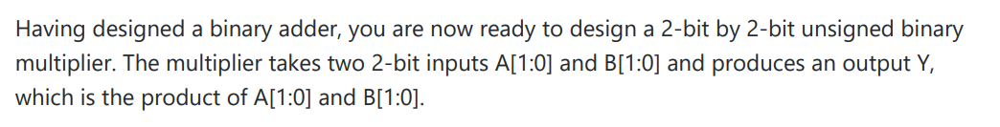 Having designed a binary adder, you are now ready to design a 2-bit by 2-bit unsigned binary
multiplier. The multiplier takes two 2-bit inputs A[1:0] and B[1:0] and produces an output Y,
which is the product of A[1:0] and B[1:0].